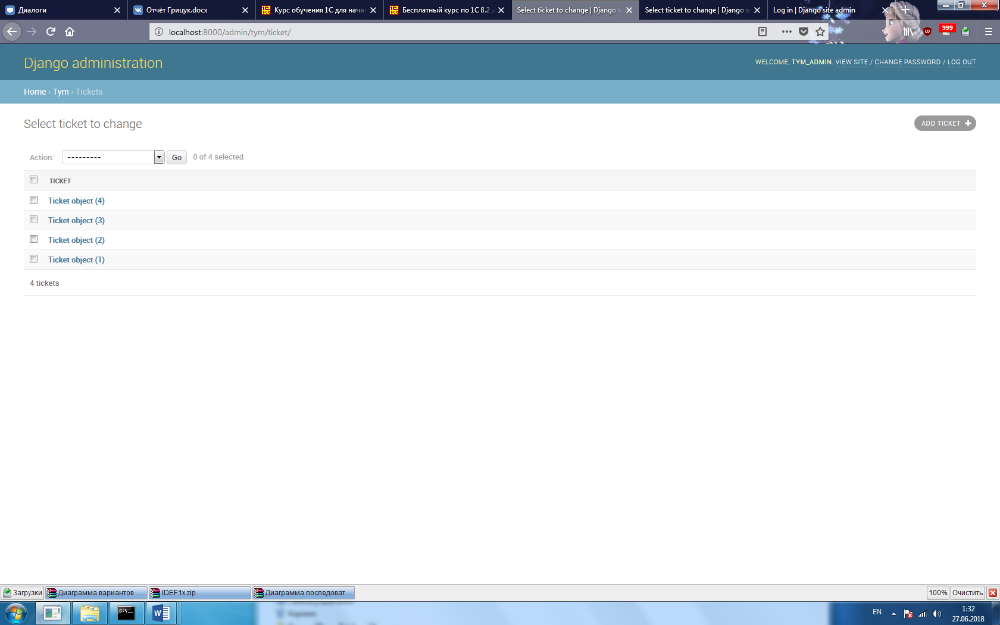 Диалоги
Отчёт Грицук.docx
Курс обучения 1С для начи
Бесплатный курс по 1С 8.2
Select ticket to change | Django s
Select ticket to change | Django s
Log in | Django site admin
localhost:8000/admin/tym/ticket/
999
Django administration
WELCOME, TYM_ADMIN. VIEW SITE / CHANGE PASSWORD / LOG OUT
Home › Tym › Tickets
Select ticket to change
ADD TICKET +
Action: --------- Go 0 of 4 selected
TICKET
Ticket object (4)
Ticket object (3)
Ticket object (2)
Ticket object (1)
4 tickets
Загрузки
Диаграмма вариантов ...
IDEF1x.zip
Диаграмма последоват...
100%
Очистить
EN
1:32
27.06.2018